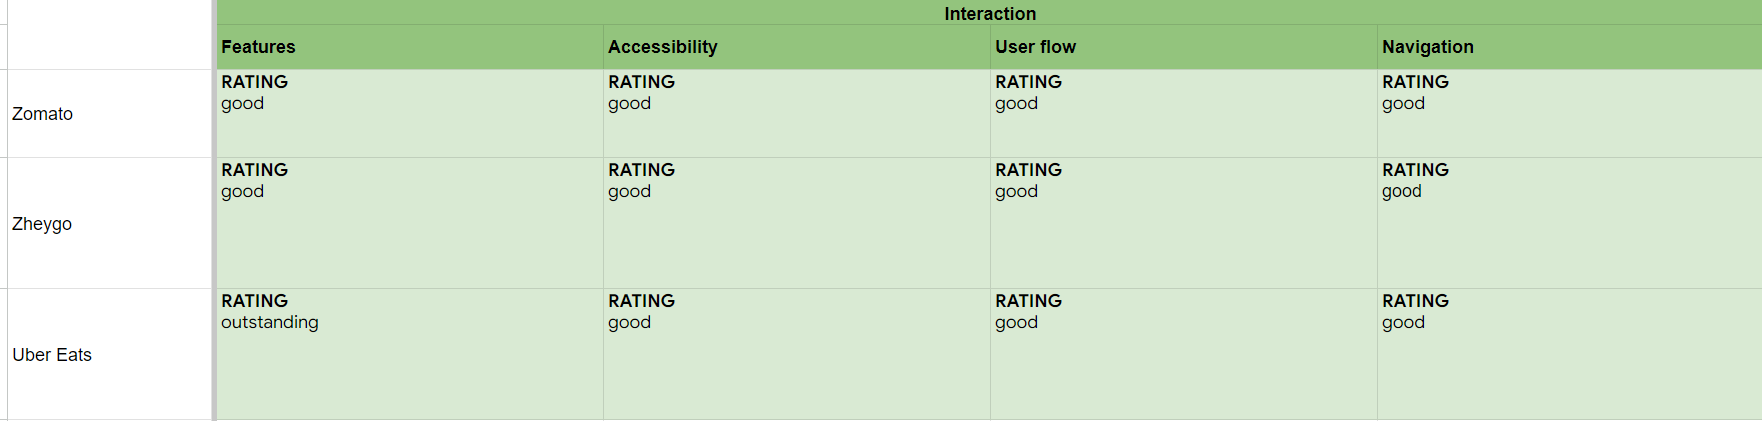 Interaction
Features Accessibility User flow Navigation
Zomato
RATING RATING RATING RATING
good good good good
Zheygo
RATING RATING RATING RATING
good good good good
Uber Eats
RATING RATING RATING RATING
outstanding good good good